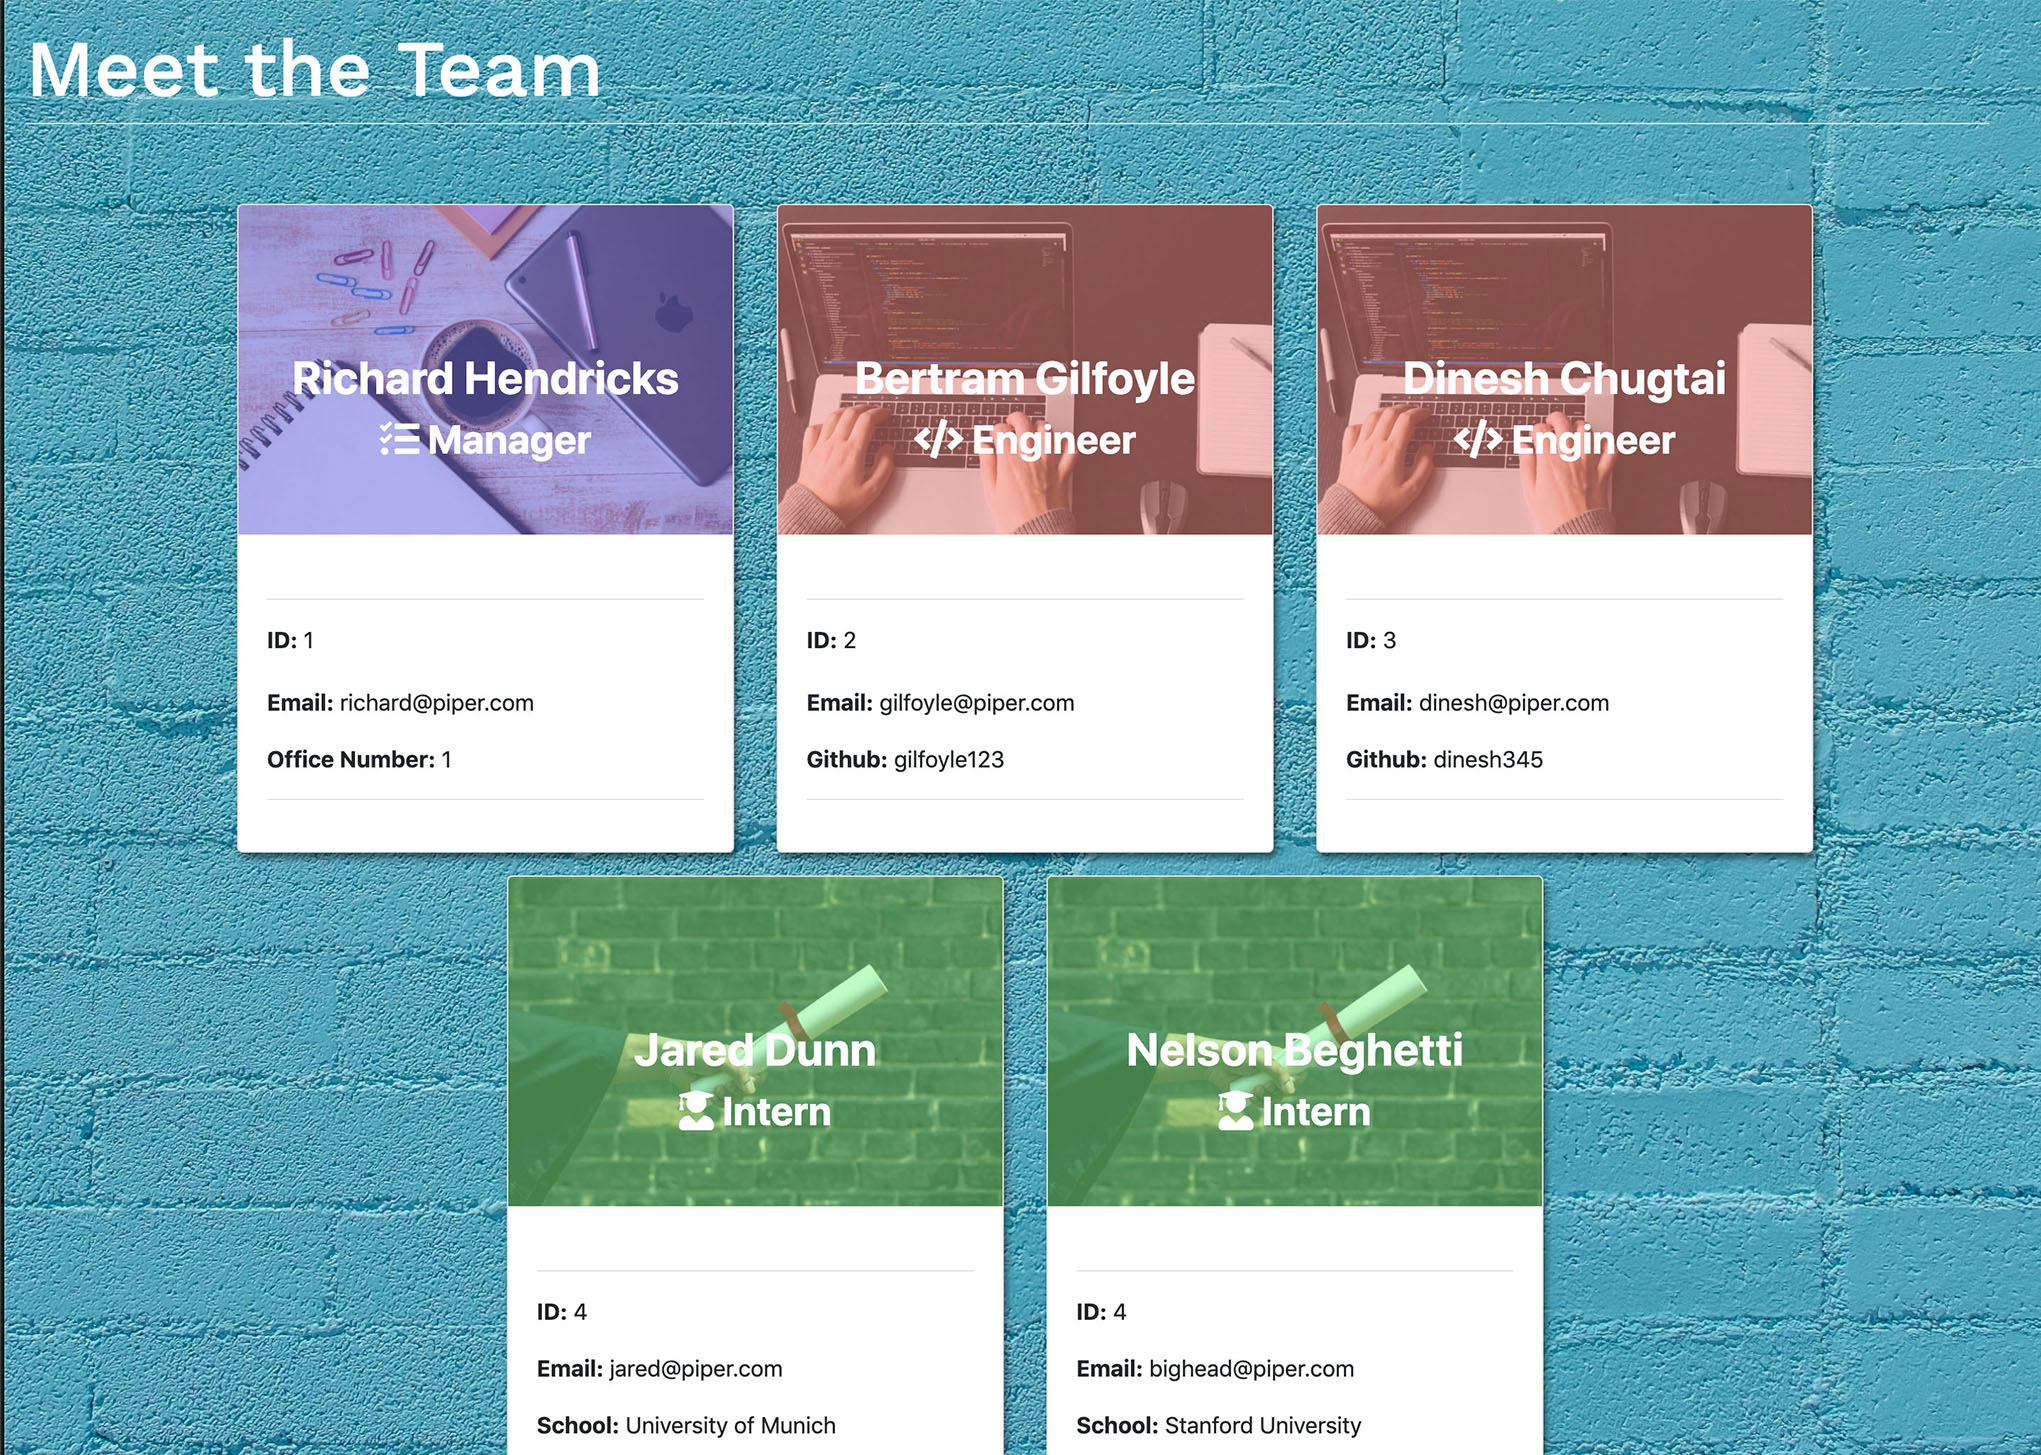 Meet the Team
Richard Hendricks
Manager
ID: 1
Email: richard@piper.com
Office Number: 1
Bertram Gilfoyle
Engineer
ID: 2
Email: gilfoyle@piper.com
Github: gilfoyle123
Dinesh Chugtai
Engineer
ID: 3
Email: dinesh@piper.com
Github: dinesh345
Jared Dunn
Intern
ID: 4
Email: jared@piper.com
School: University of Munich
Nelson Beghetti
Intern
ID: 4
Email: bighead@piper.com
School: Stanford University